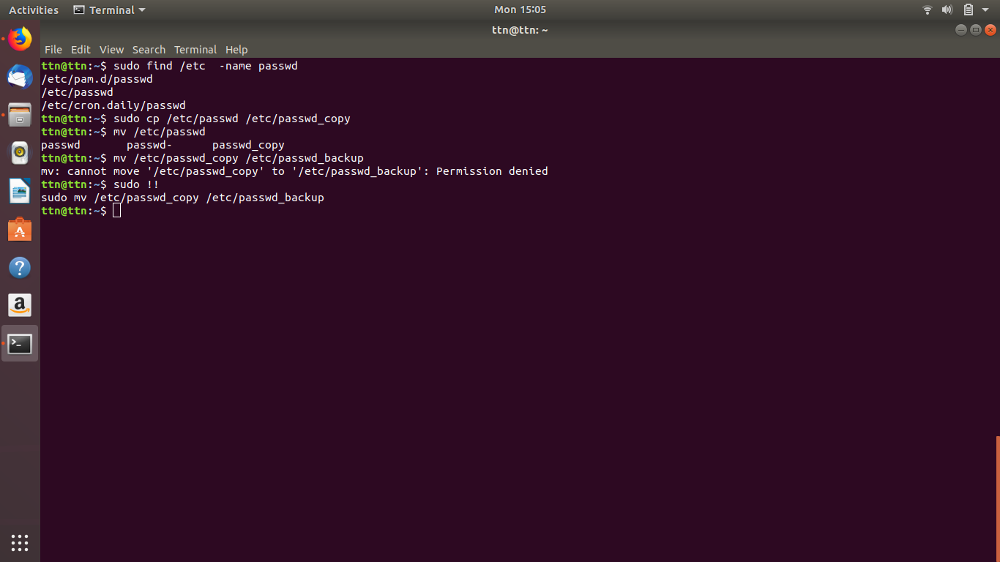 Activities Terminal Mon 15:05
ttn@ttn: ~
File Edit View Search Terminal Help
ttn@ttn:~$ sudo find /etc  -name passwd
/etc/pam.d/passwd
/etc/passwd
/etc/cron.daily/passwd
ttn@ttn:~$ sudo cp /etc/passwd /etc/passwd_copy
ttn@ttn:~$ mv /etc/passwd
passwd       passwd-      passwd_copy
ttn@ttn:~$ mv /etc/passwd_copy /etc/passwd_backup
mv: cannot move '/etc/passwd_copy' to '/etc/passwd_backup': Permission denied
ttn@ttn:~$ sudo !!
sudo mv /etc/passwd_copy /etc/passwd_backup
ttn@ttn:~$